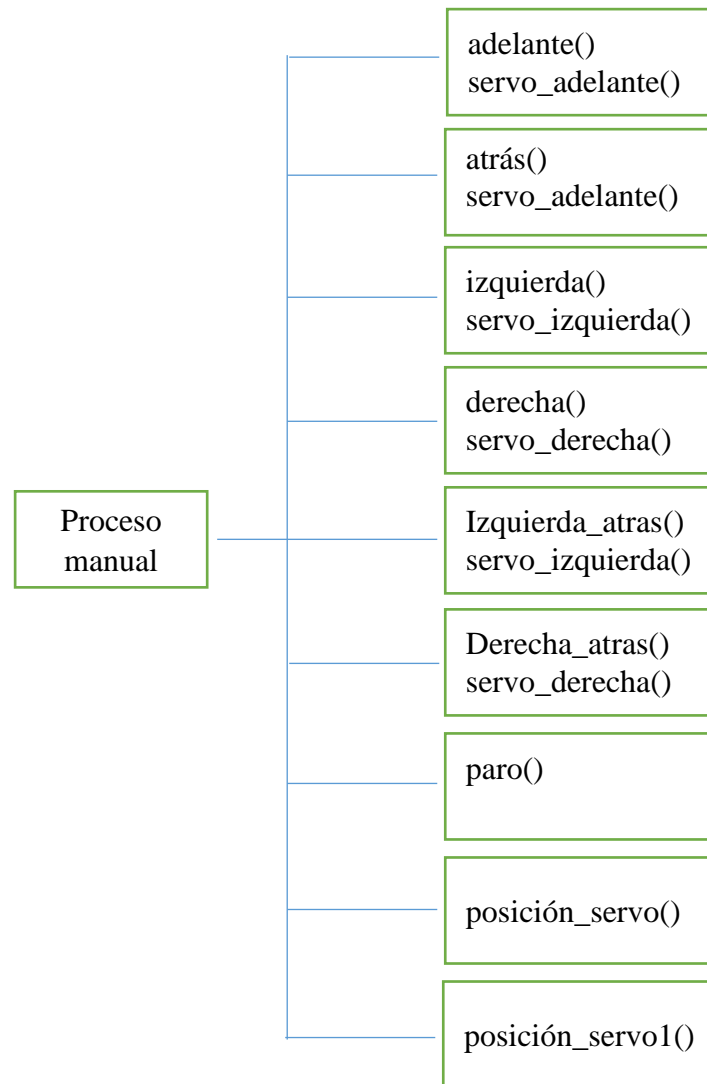 adelante()
servo_adelante()
atrás()
servo_adelante()
izquierda()
servo_izquierda()
derecha()
servo_derecha()
Proceso
manual
Izquierda_atras()
servo_izquierda()
Derecha_atras()
servo_derecha()
paro()
posición_servo()
posición_servo1()